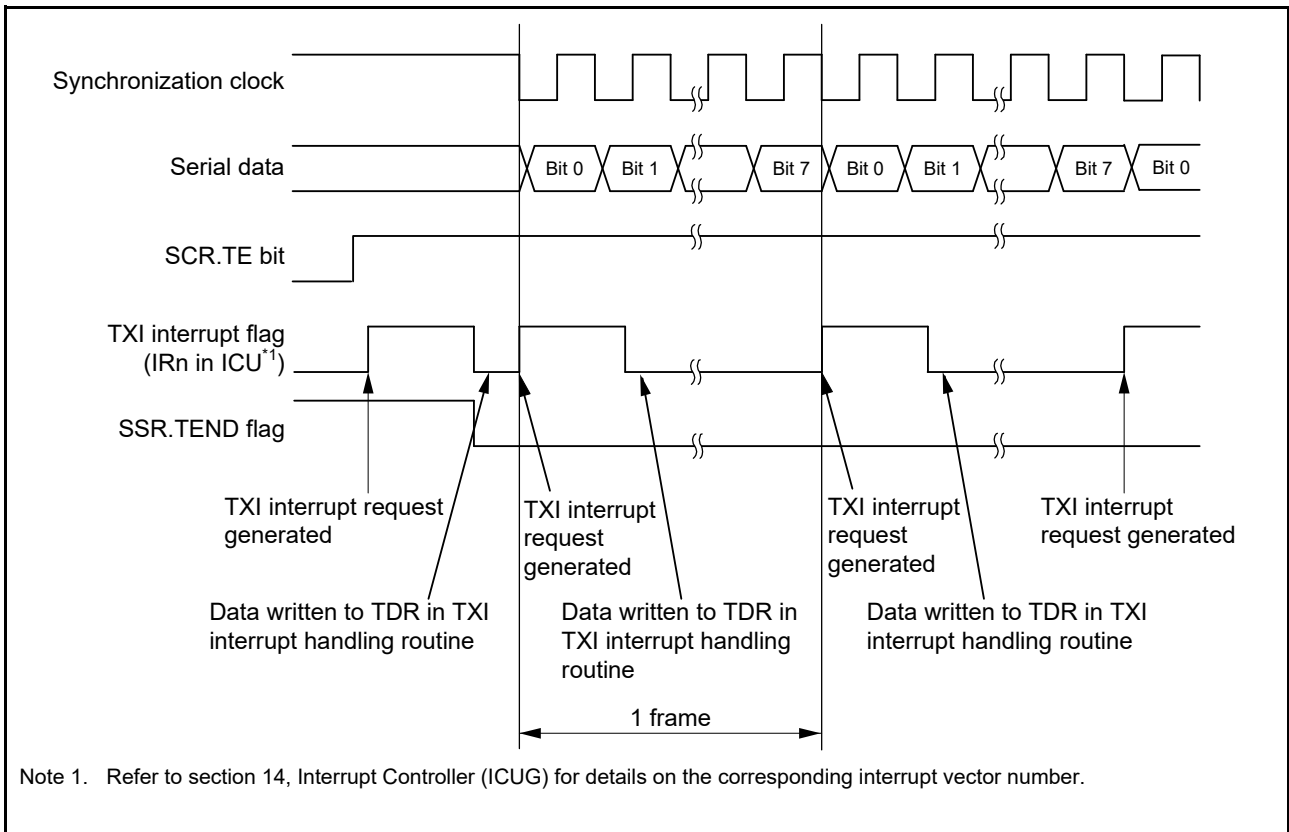 Synchronization clock
Serial data
Bit 0 Bit 1 Bit 7 Bit 0 Bit 1 Bit 7 Bit 0
SCR.TE bit
TXI interrupt flag
(IRn in ICU*1)
SSR.TEND flag
TXI interrupt request
generated
TXI interrupt
request
generated
TXI interrupt
request
generated
TXI interrupt
request generated
Data written to TDR in TXI
interrupt handling routine
Data written to TDR in
TXI interrupt handling
routine
Data written to TDR in TXI
interrupt handling routine
1 frame
Note 1. Refer to section 14, Interrupt Controller (ICUG) for details on the corresponding interrupt vector number.